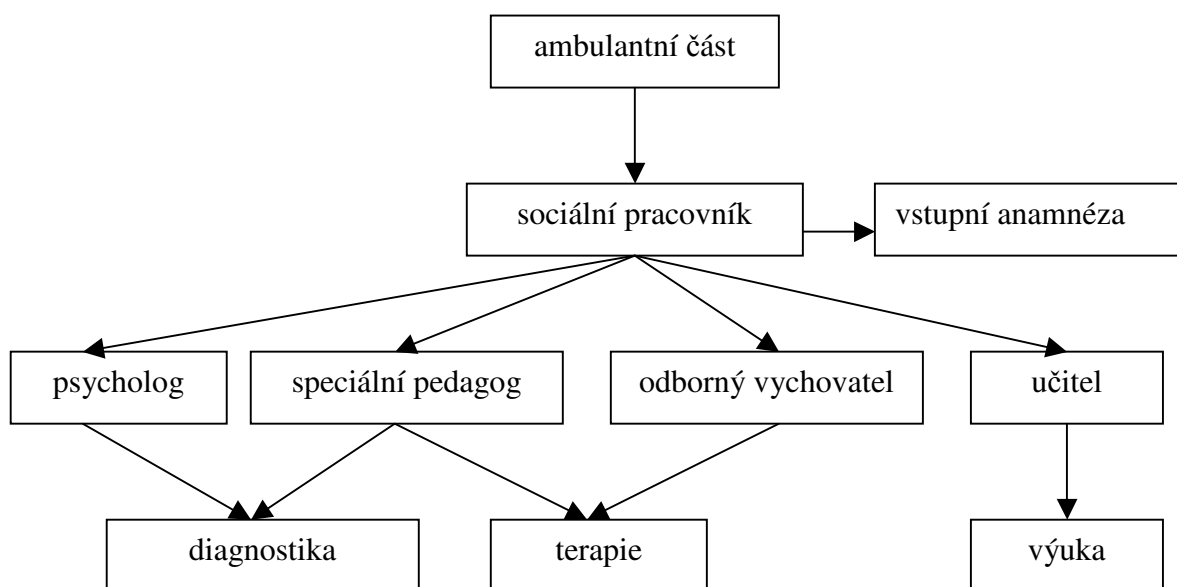 ambulantní část
sociální pracovník
vstupní anamnéza
psycholog
speciální pedagog
odborný vychovatel
učitel
diagnostika
terapie
výuka